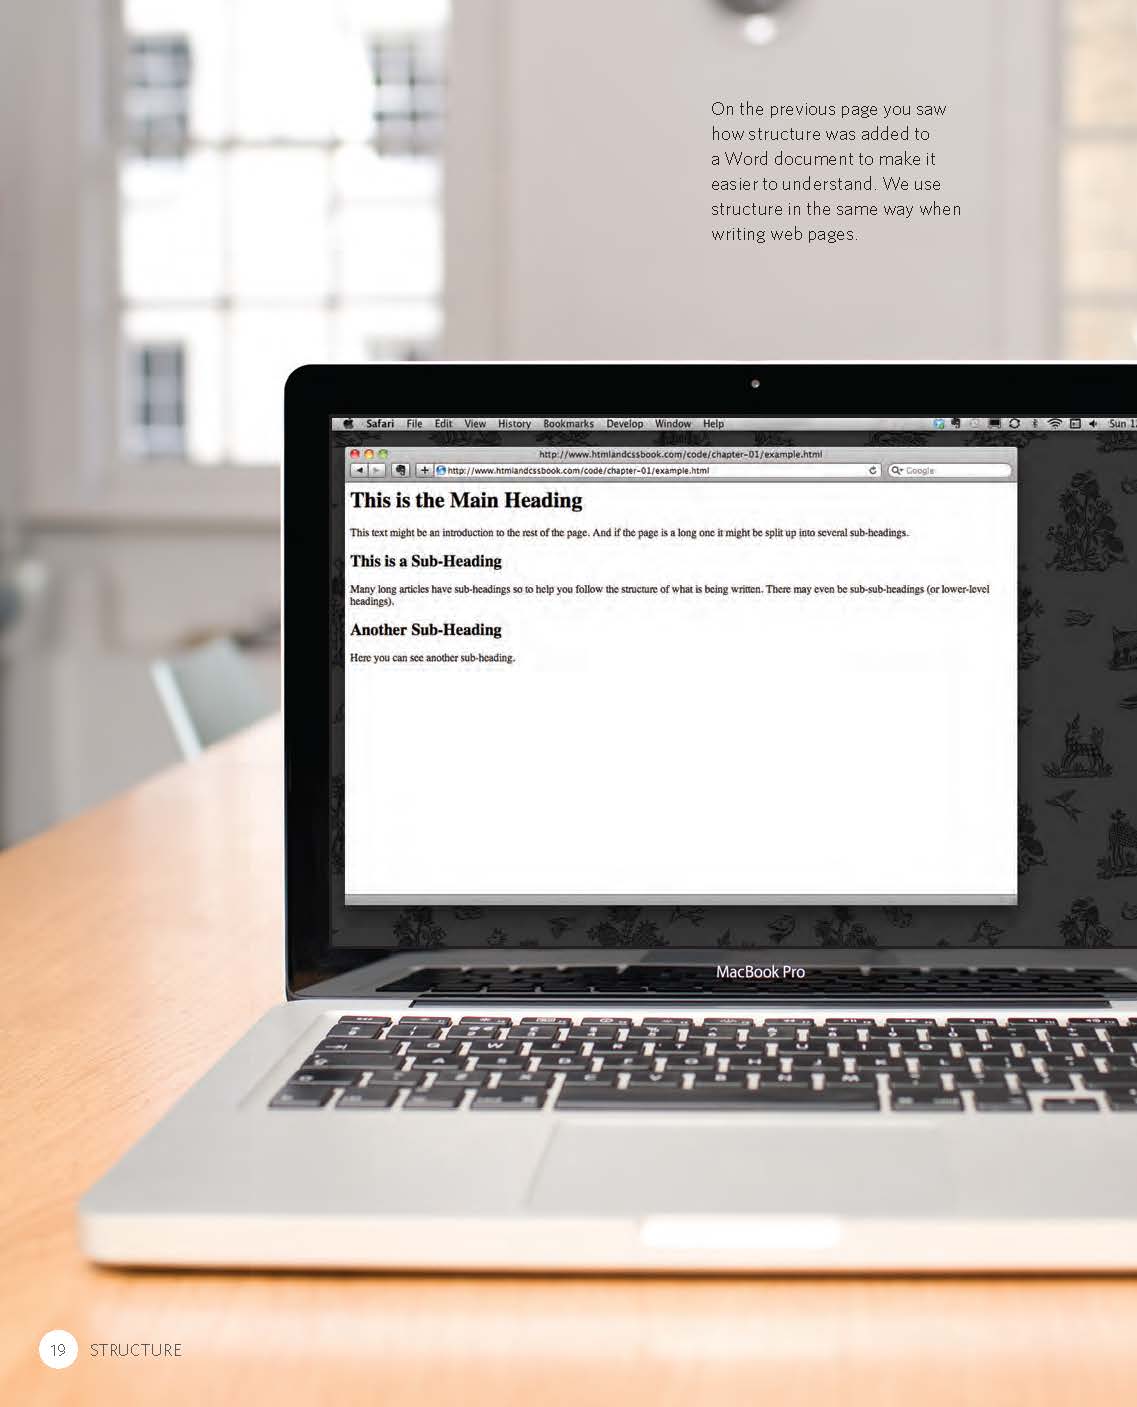 On the previous page you saw
how structure was added to
a Word document to make it
easier to understand. We use
structure in the same way when
writing web pages.
Safari File Edit View History Bookmarks Develop Window Help Sun
http://www.htmlandcssbook.com/code/chapter-01/example.html
http://www.htmlandcssbook.com/code/chapter-01/example.html Google
This is the Main Heading
This text might be an introduction to the rest of the page. And if the page is a long one it might be split up into several sub-headings.
This is a Sub-Heading
Many long articles have sub-headings so to help you follow the structure of what is being written. There may even be sub-sub-headings (or lower-level
headings).
Another Sub-Heading
Here you can see another sub-heading.
MacBook Pro
19 STRUCTURE